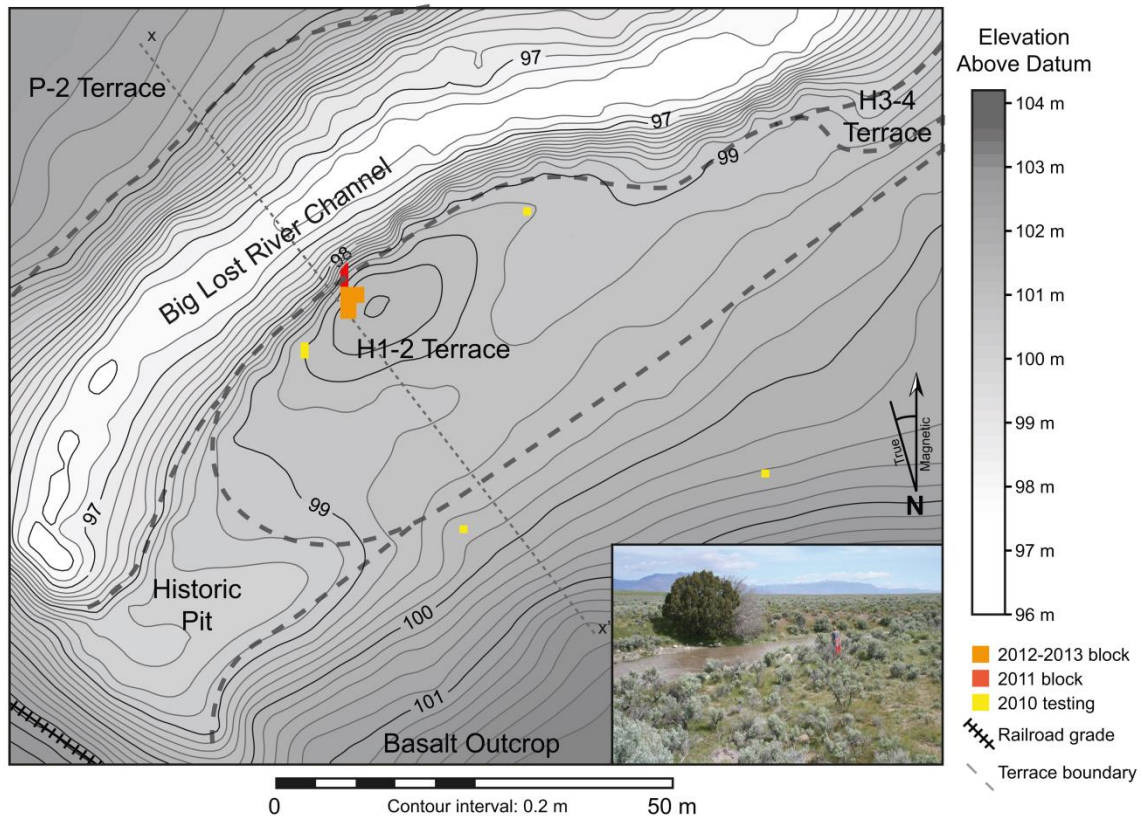 x
P-2 Terrace
97
H3-4
Terrace
97
99
Big Lost River Channel
98
H1-2 Terrace
97
99
Historic
Pit
100
101
x'
Basalt Outcrop
True
Magnetic
N
Elevation
Above Datum
104 m
103 m
102 m
101 m
100 m
99 m
98 m
97 m
96 m
2012-2013 block
2011 block
2010 testing
Railroad grade
Terrace boundary
0
Contour interval: 0.2 m
50 m